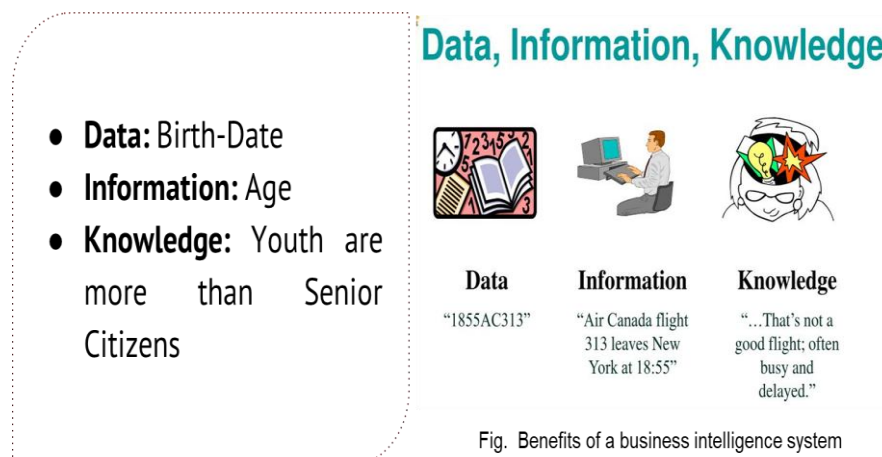 ● Data: Birth-Date
● Information: Age
● Knowledge: Youth are
more than Senior
Citizens
Data, Information, Knowledge
Data
“1855AC313”
Information
“Air Canada flight
313 leaves New
York at 18:55”
Knowledge
“…That's not a
good flight; often
busy and
delayed.”
Fig. Benefits of a business intelligence system